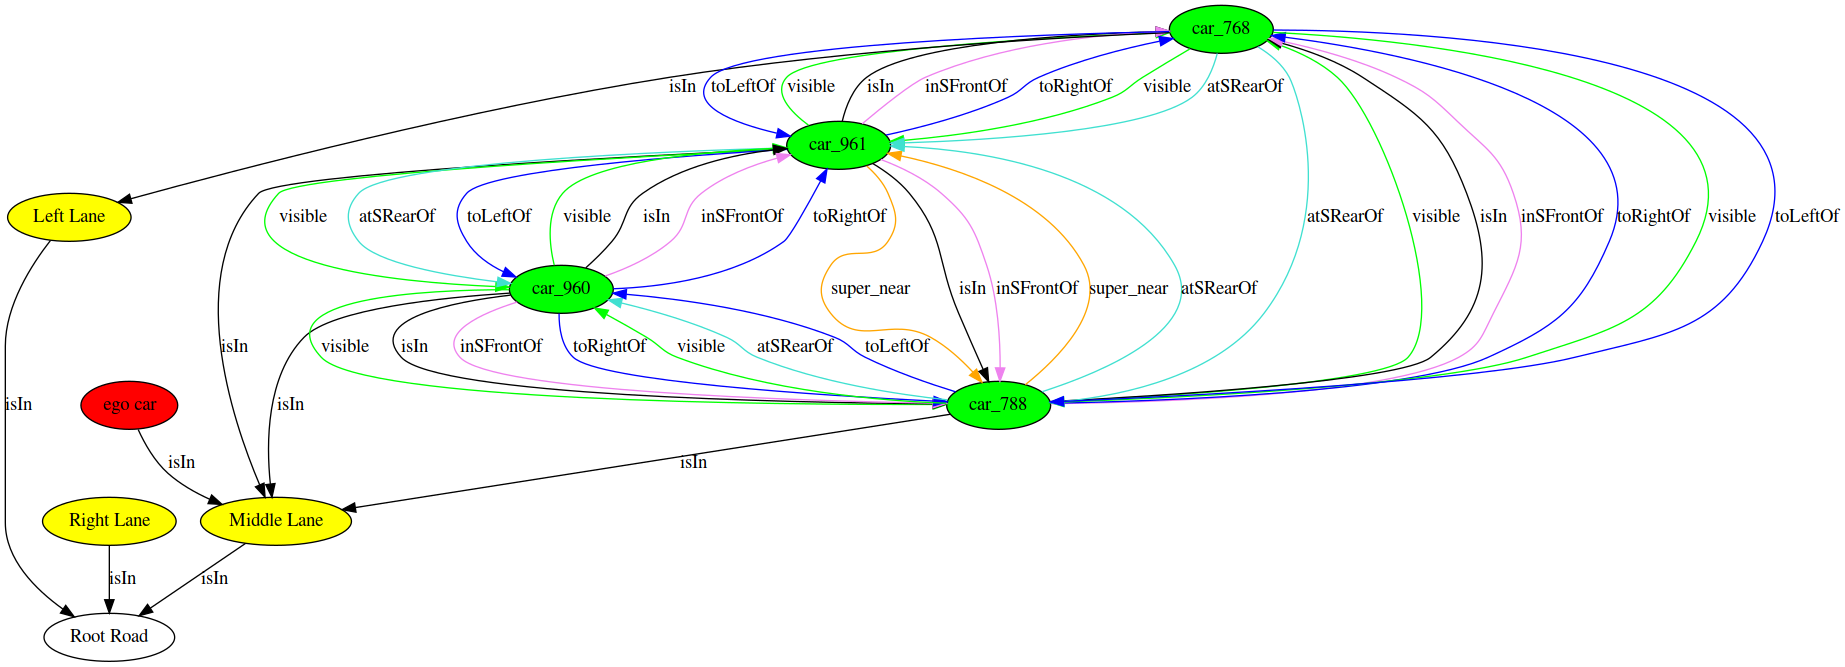 car_768
isIn
toLeftOf
visible
isIn
inSFrontOf
toRightOf
visible
atSRearOf
car_961
Left Lane
visible
atSRearOf
toLeftOf
visible
isIn
inSFrontOf
toRightOf
atSRearOf
visible
isIn
inSFrontOf
toRightOf
visible
toLeftOf
car_960
super_near
isIn
inSFrontOf
super_near
atSRearOf
isIn
visible
isIn
inSFrontOf
toRightOf
visible
atSRearOf
toLeftOf
isIn
ego car
isIn
car_788
isIn
isIn
Right Lane
Middle Lane
isIn
isIn
Root Road